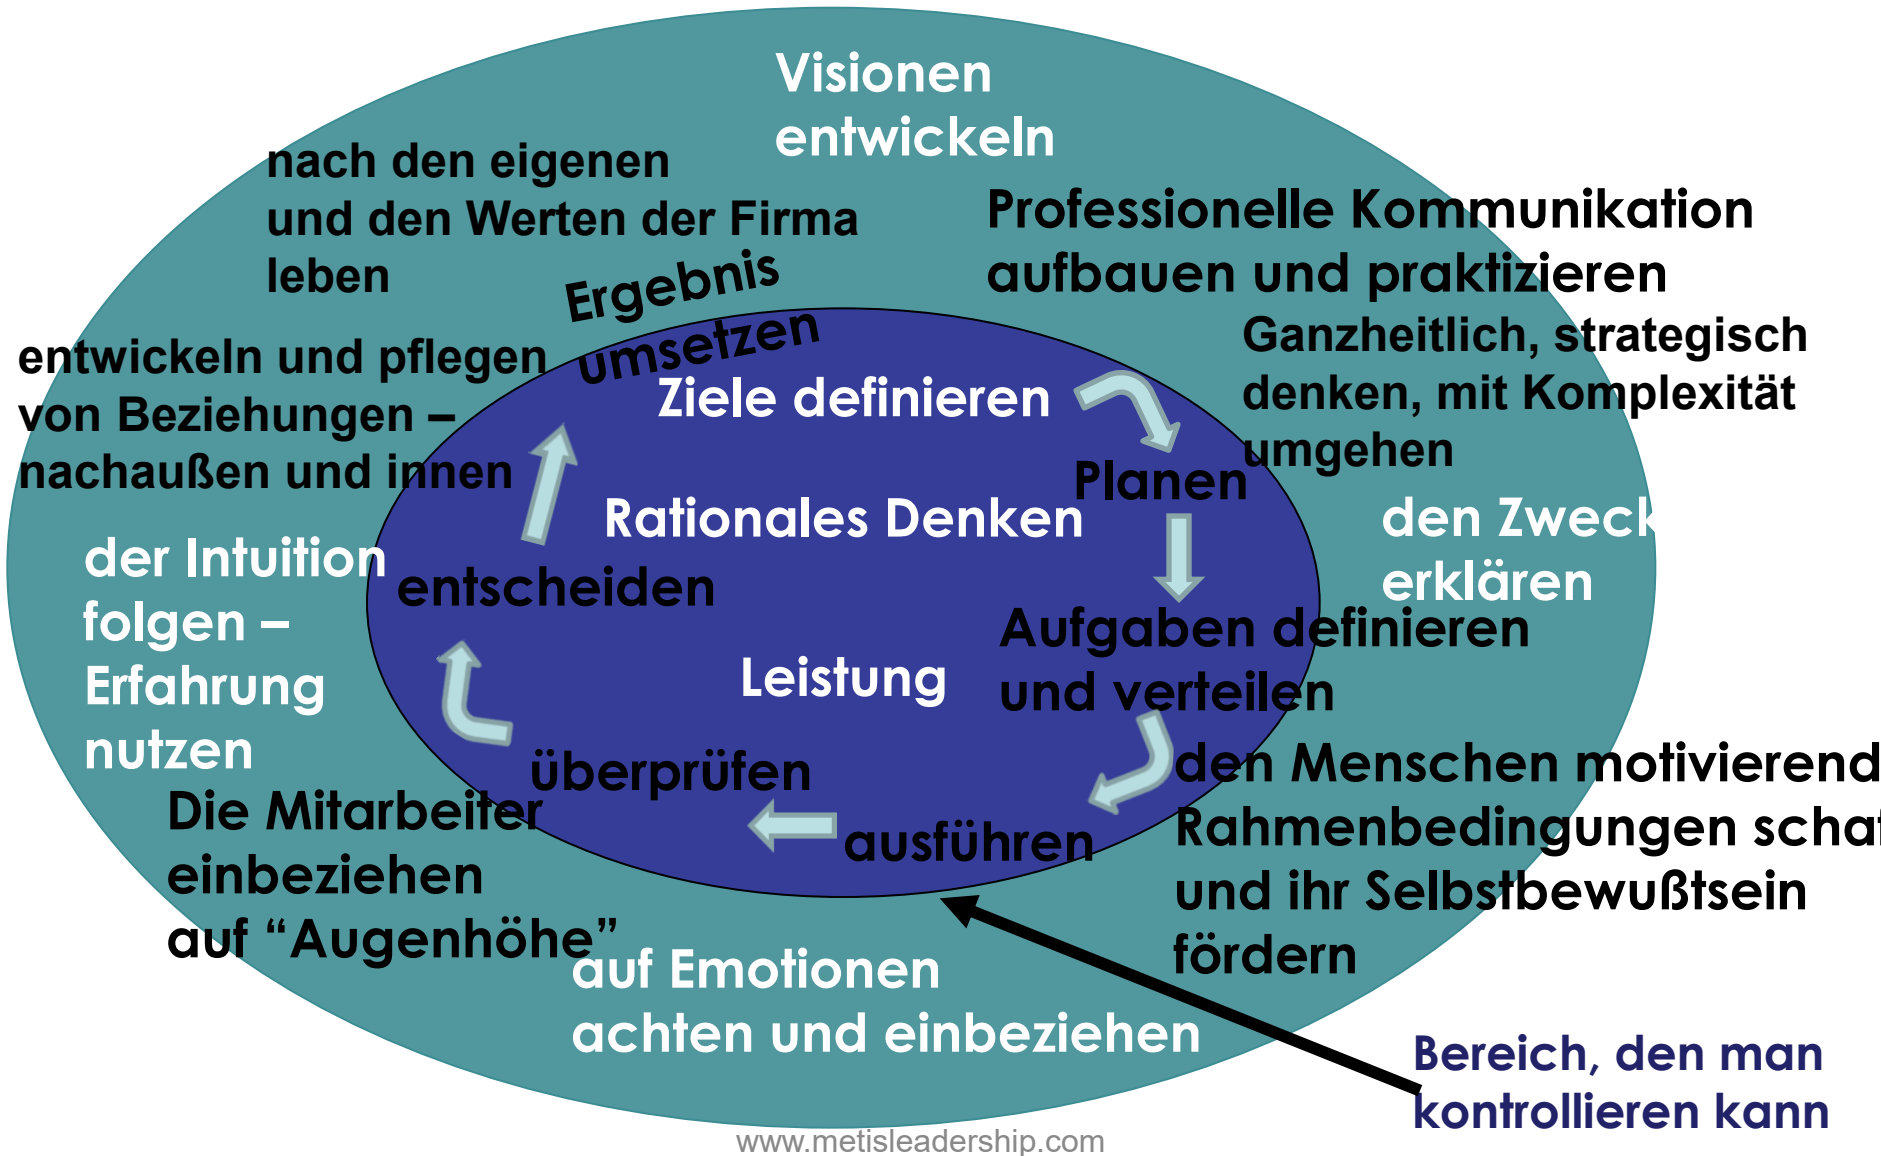 Visionen
entwickeln
nach den eigenen
und den Werten der Firma
leben
Professionelle Kommunikation
aufbauen und praktizieren
Ergebnis
umsetzen
Ganzheitlich, strategisch
denken, mit Komplexität
umgehen
entwickeln und pflegen
von Beziehungen –
nachaußen und innen
Ziele definieren
Planen
Rationales Denken
den Zweck
erklären
der Intuition
folgen –
Erfahrung
nutzen
entscheiden
Aufgaben definieren
und verteilen
Leistung
überprüfen
ausführen
den Menschen motivierend
Rahmenbedingungen schaf
und ihr Selbstbewußtsein
fördern
Die Mitarbeiter
einbeziehen
auf “Augenhöhe”
auf Emotionen
achten und einbeziehen
Bereich, den man
kontrollieren kann
www.metisleadership.com